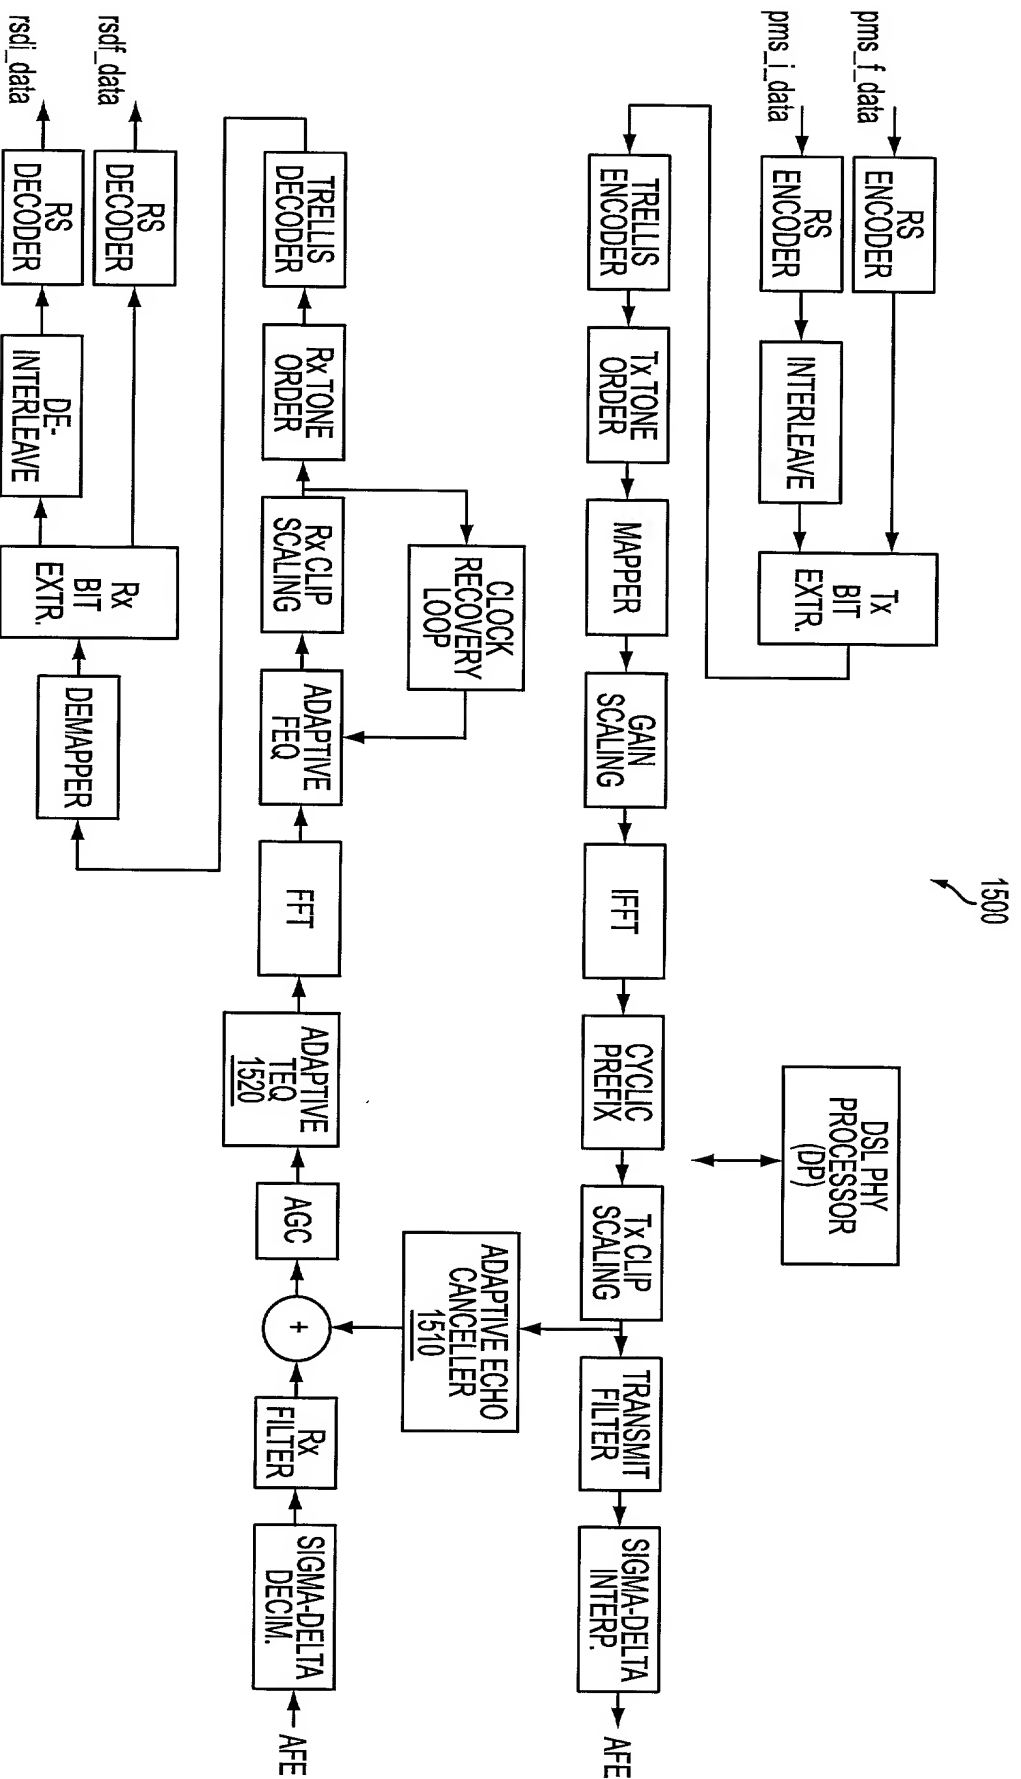 1500
DSL PHY
PROCESSOR
(DP)
pms_f_data
RS
ENCODER
pms_i_data
RS
ENCODER
INTERLEAVE
Tx
BIT
EXTR.
TRELLIS
ENCODER
Tx TONE
ORDER
MAPPER
GAIN
SCALING
IFFT
CYCLIC
PREFIX
Tx CLIP
SCALING
TRANSMIT
FILTER
SIGMA-DELTA
INTERP.
AFE
CLOCK
RECOVERY
LOOP
ADAPTIVE ECHO
CANCELLER
1510
TRELLIS
DECODER
Rx TONE
ORDER
Rx CLIP
SCALING
ADAPTIVE
FEQ
FFT
ADAPTIVE
TEQ
1520
AGC
+
Rx
FILTER
SIGMA-DELTA
DECIM.
AFE
rsdf_data
RS
DECODER
rsdi_data
RS
DECODER
DE-
INTERLEAVE
Rx
BIT
EXTR.
DEMAPPER